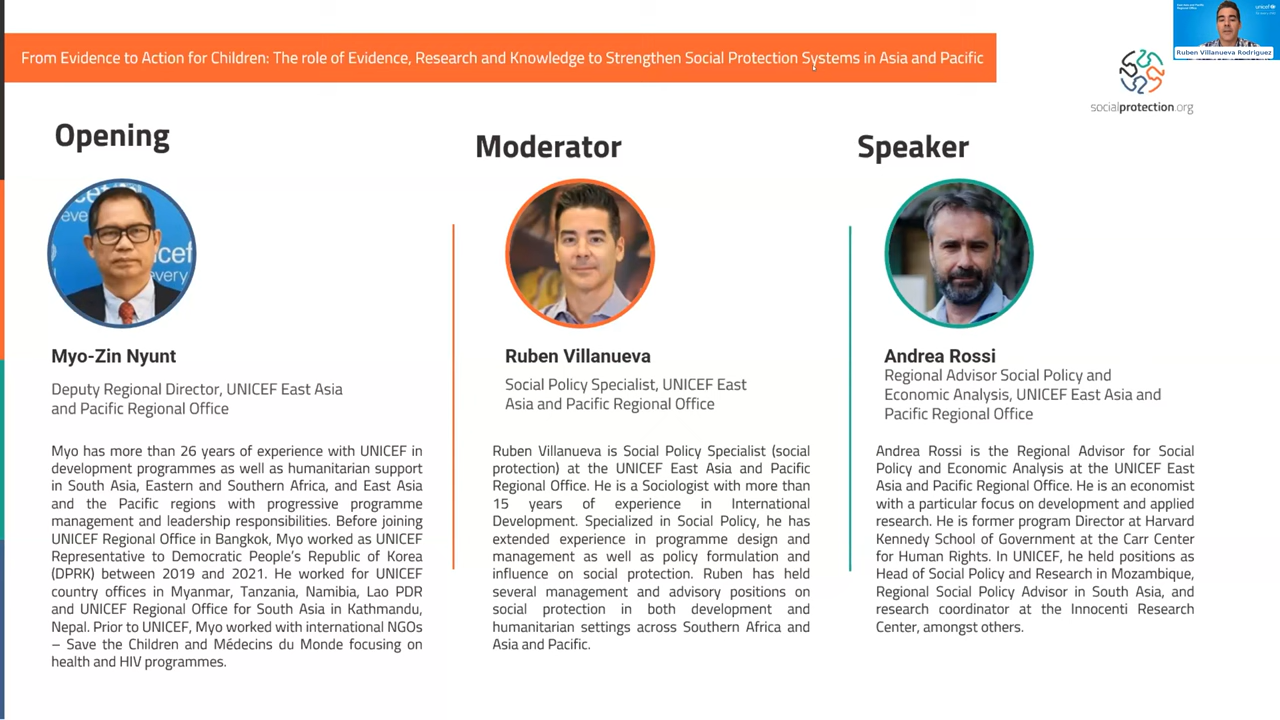 From Evidence to Action for Children: The role of Evidence, Research and Knowledge to Strengthen Social Protection Systems in Asia and Pacific
unicef
Ruben Villanueva Rodriguez
socialprotection.org
Opening
Myo-Zin Nyunt
Deputy Regional Director, UNICEF East Asia
and Pacific Regional Office
Myo has more than 26 years of experience with UNICEF in
development programmes as well as humanitarian support
in South Asia, Eastern and Southern Africa, and East Asia
and the Pacific regions with progressive programme
management and leadership responsibilities. Before joining
UNICEF Regional Office in Bangkok, Myo worked as UNICEF
Representative to Democratic People's Republic of Korea
(DPRK) between 2019 and 2021. He worked for UNICEF
country offices in Myanmar, Tanzania, Namibia, Lao PDR
and UNICEF Regional Office for South Asia in Kathmandu,
Nepal. Prior to UNICEF, Myo worked with international NGOs
– Save the Children and Médecins du Monde focusing on
health and HIV programmes.
Moderator
Ruben Villanueva
Social Policy Specialist, UNICEF East
Asia and Pacific Regional Office
Ruben Villanueva is Social Policy Specialist (social
protection) at the UNICEF East Asia and Pacific
Regional Office. He is a Sociologist with more than
15 years of experience in International
Development. Specialized in Social Policy, he has
extended experience in programme design and
management as well as policy formulation and
influence on social protection. Ruben has held
several management and advisory positions on
social protection in both development and
humanitarian settings across Southern Africa and
Asia and Pacific.
Speaker
Andrea Rossi
Regional Advisor Social Policy and
Economic Analysis, UNICEF East Asia and
Pacific Regional Office
Andrea Rossi is the Regional Advisor for Social
Policy and Economic Analysis at the UNICEF East
Asia and Pacific Regional Office. He is an economist
with a particular focus on development and applied
research. He is former program Director at Harvard
Kennedy School of Government at the Carr Center
for Human Rights. In UNICEF, he held positions as
Head of Social Policy and Research in Mozambique,
Regional Social Policy Advisor in South Asia, and
research coordinator at the Innocenti Research
Center, amongst others.